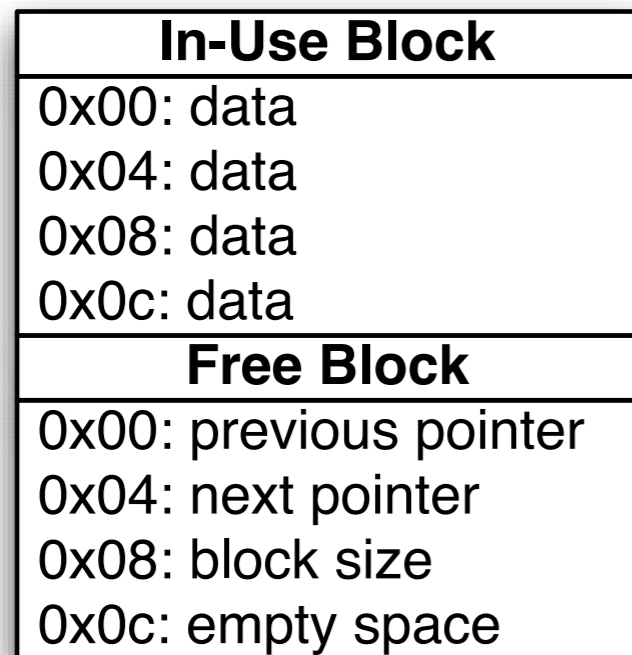 In-Use Block
0x00: data
0x04: data
0x08: data
0x0c: data
Free Block
0x00: previous pointer
0x04: next pointer
0x08: block size
0x0c: empty space